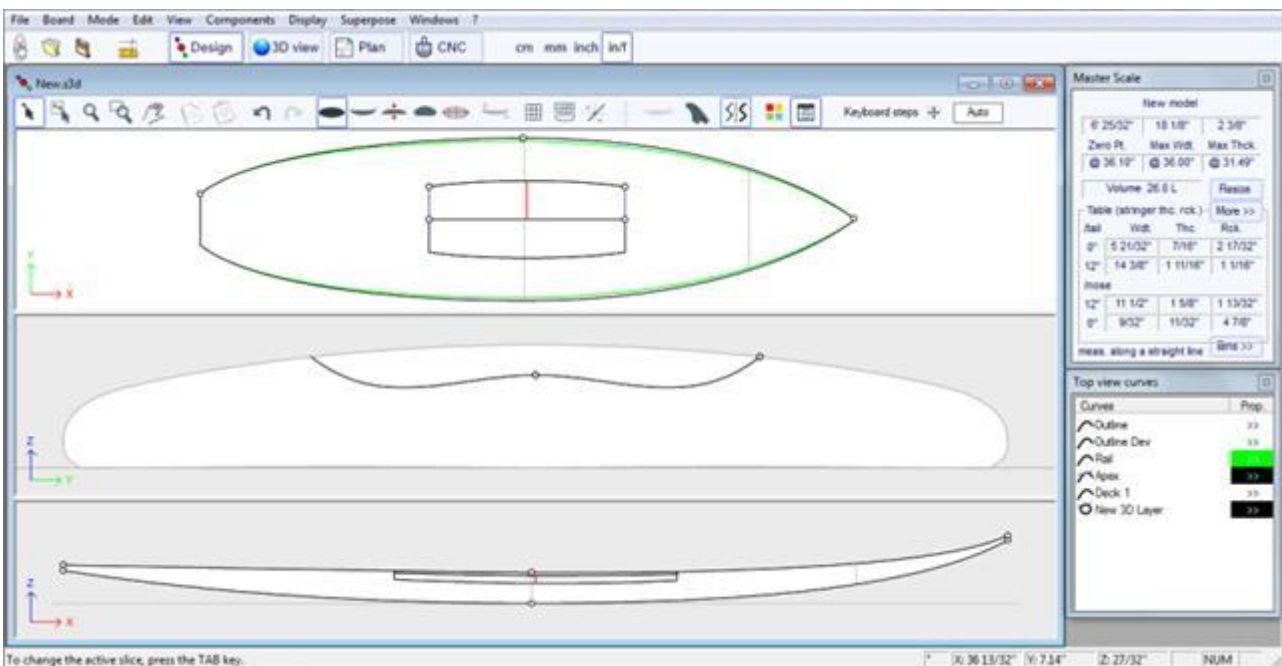 File Board Mode Edit View Components Display Superpose Windows ?
Design 3D view Plan CNC cm mm inch in/f
New.s3d
Keyboard steps Auto
Y
X
Z
Y
Z
X
Master Scale
New model
6' 25/32" 18 1/8" 2 3/8"
Zero Pt. Max Wdt. Max Thck.
@ 36.10" @ 36.00" @ 31.49"
Volume 26.6 L Resize
Table (stringer thc. rck.) More >>
/tail Wdt. Thc. Rck.
0" 5 21/32" 7/16" 2 17/32"
12" 14 3/8" 1 11/16" 1 1/16"
/nose
12" 11 1/2" 1 5/8" 1 13/32"
0" 9/32" 11/32" 4 7/8"
meas. along a straight line >>
Top view curves
Curves Prop.
Outline >>
Outline Dev >>
Rail >>
Apex >>
Deck 1 >>
New 3D Layer >>
To change the active slice, press the TAB key.
X: 36 13/32" Y: 7.14" Z: 27/32" NUM